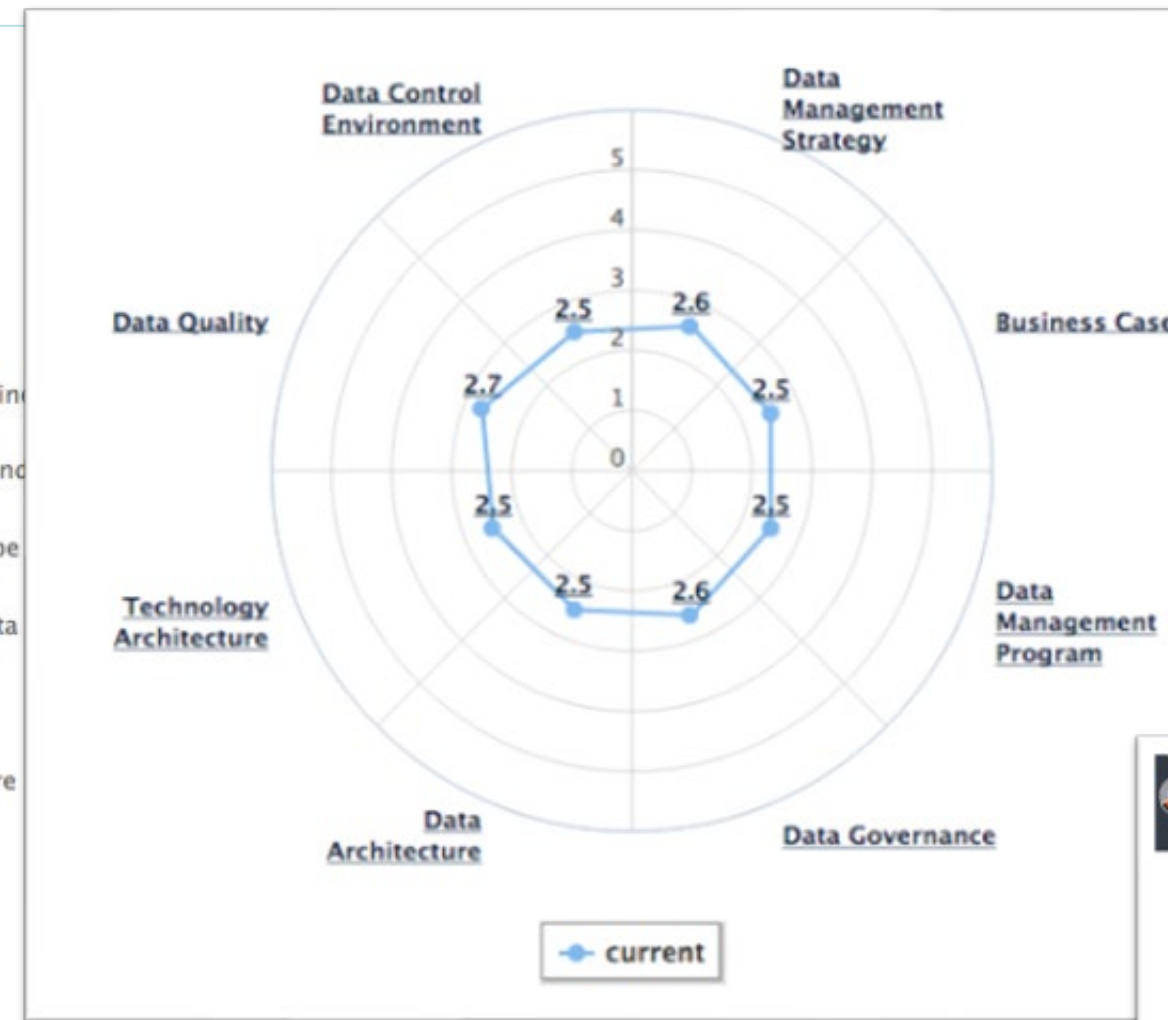 Data Control
Environment
Data
Management
Strategy
5
4
3
2.5
2.6
2
Data Quality
Business Case
2.7
1
2.5
0
2.5
2.5
2.5
2.6
Technology
Architecture
Data
Management
Program
Data
Architecture
Data Governance
current